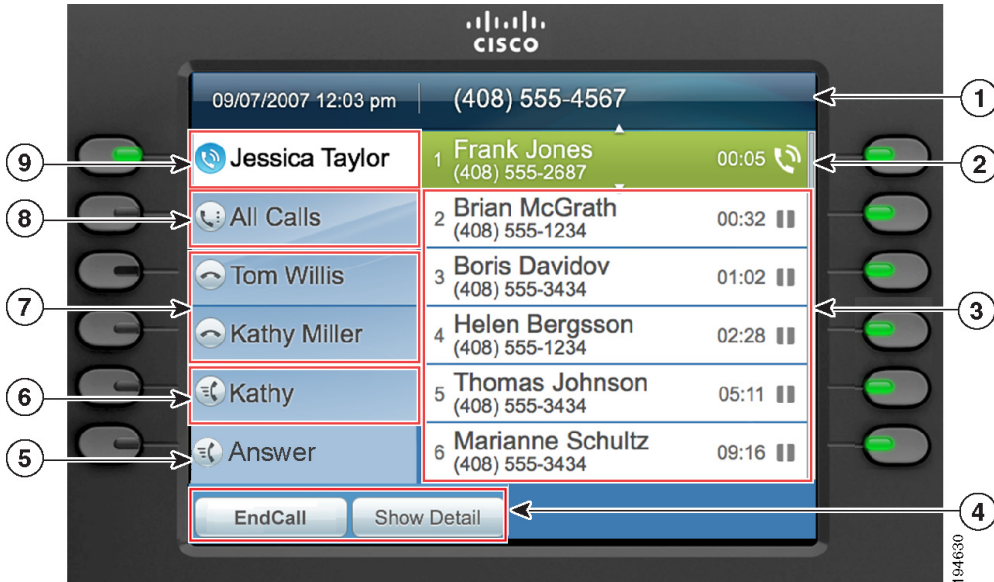 CISCO
09/07/2007 12:03 pm (408) 555-4567
1
9
Jessica Taylor
1 Frank Jones 00:05
(408) 555-2687
2
8
All Calls
2 Brian McGrath 00:32
(408) 555-1234
Tom Willis
3 Boris Davidov 01:02
(408) 555-3434
7
3
Kathy Miller
4 Helen Bergsson 02:28
(408) 555-1234
6
Kathy
5 Thomas Johnson 05:11
(408) 555-3434
5
Answer
6 Marianne Schultz 09:16
(408) 555-3434
EndCall Show Detail
4
194630